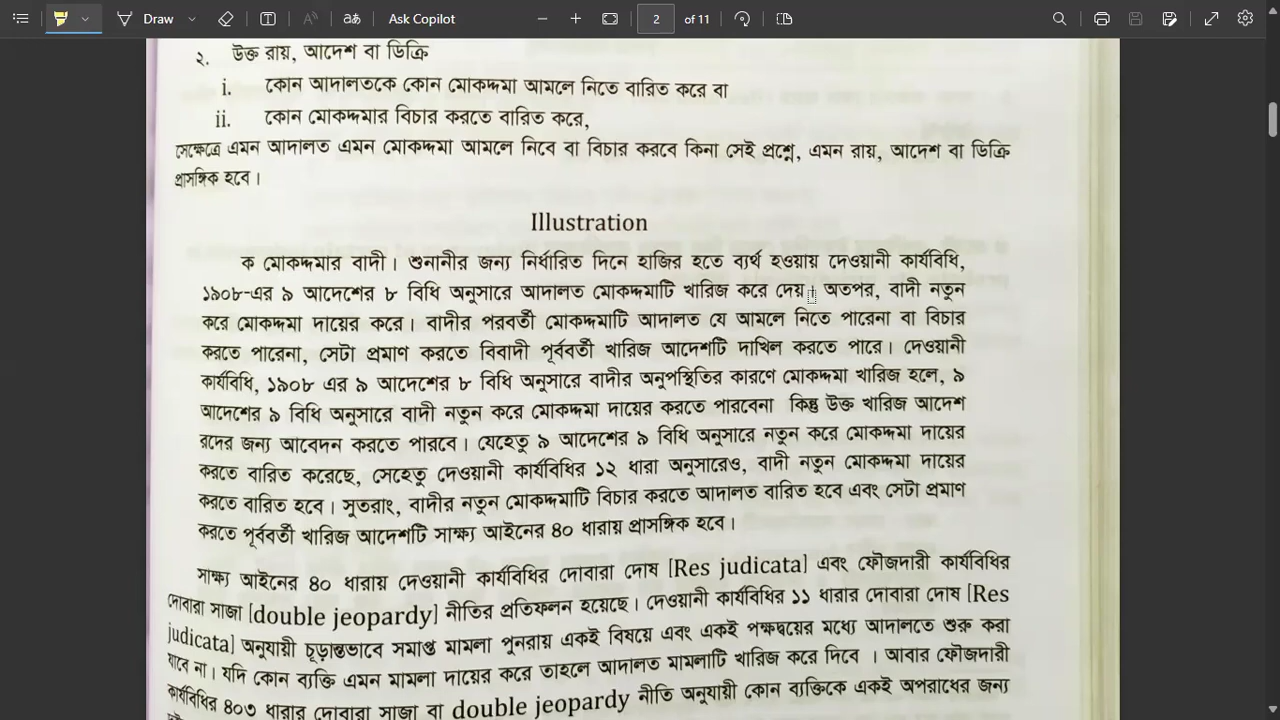 Draw
Ask Copilot
2 of 11
২. উক্ত রায়, আদেশ বা ডিক্রি
i. কোন আদালতকে কোন মোকদ্দমা আমলে নিতে বারিত করে বা
ii. কোন মোকদ্দমার বিচার করতে বারিত করে,
সেক্ষেত্রে এমন আদালত এমন মোকদ্দমা আমলে নিবে বা বিচার করবে কিনা সেই প্রশ্নে, এমন রায়, আদেশ বা ডিক্রি
প্রাসঙ্গিক হবে।
Illustration
ক মোকদ্দমার বাদী। শুনানীর জন্য নির্ধারিত দিনে হাজির হতে ব্যর্থ হওয়ায় দেওয়ানী কার্যবিধি,
১৯০৮-এর ৯ আদেশের ৮ বিধি অনুসারে আদালত মোকদ্দমাটি খারিজ করে দেয়। অতপর, বাদী নতুন
করে মোকদ্দমা দায়ের করে। বাদীর পরবর্তী মোকদ্দমাটি আদালত যে আমলে নিতে পারেনা বা বিচার
করতে পারেনা, সেটা প্রমাণ করতে বিবাদী পূর্ববর্তী খারিজ আদেশটি দাখিল করতে পারে। দেওয়ানী
কার্যবিধি, ১৯০৮ এর ৯ আদেশের ৮ বিধি অনুসারে বাদীর অনুপস্থিতির কারণে মোকদ্দমা খারিজ হলে, ৯
আদেশের ৯ বিধি অনুসারে বাদী নতুন করে মোকদ্দমা দায়ের করতে পারবেনা কিন্তু উক্ত খারিজ আদেশ
রদের জন্য আবেদন করতে পারবে। যেহেতু ৯ আদেশের ৯ বিধি অনুসারে নতুন করে মোকদ্দমা দায়ের
করতে বারিত করেছে, সেহেতু দেওয়ানী কার্যবিধির ১২ ধারা অনুসারেও, বাদী নতুন মোকদ্দমা দায়ের
করতে বারিত হবে। সুতরাং, বাদীর নতুন মোকদ্দমাটি বিচার করতে আদালত বারিত হবে এবং সেটা প্রমাণ
করতে পূর্ববর্তী খারিজ আদেশটি সাক্ষ্য আইনের ৪০ ধারায় প্রাসঙ্গিক হবে।
সাক্ষ্য আইনের ৪০ ধারায় দেওয়ানী কার্যবিধির দোবারা দোষ [Res judicata] এবং ফৌজদারী কার্যবিধির
দোবারা সাজা [double jeopardy] নীতির প্রতিফলন হয়েছে। দেওয়ানী কার্যবিধির ১১ ধারার দোবারা দোষ [Res
judicata] অনুযায়ী চূড়ান্তভাবে সমাপ্ত মামলা পুনরায় একই বিষয়ে এবং একই পক্ষদ্বয়ের মধ্যে আদালতে শুরু করা
যাবে না। যদি কোন ব্যক্তি এমন মামলা দায়ের করে তাহলে আদালত মামলাটি খারিজ করে দিবে । আবার ফৌজদারী
কার্যবিধির ৪০৩ ধারার দোবারা সাজা বা double jeopardy নীতি অনুযায়ী কোন ব্যক্তিকে একই অপরাধের জন্য